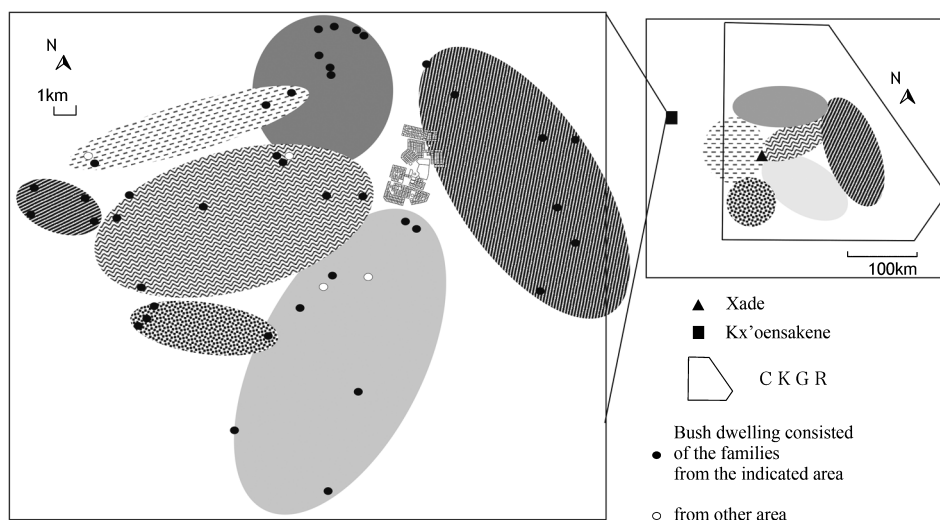 N
1km
N
100km
Xade
Kx’oensakene
C K G R
Bush dwelling consisted
of the families
from the indicated area
from other area